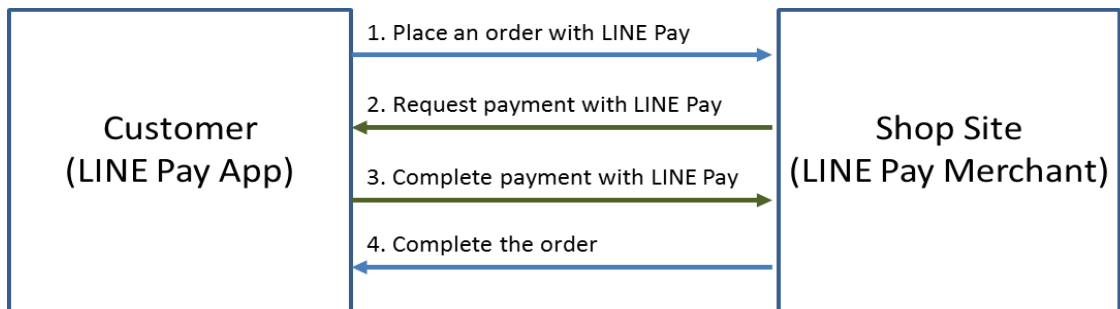 1. Place an order with LINE Pay
2. Request payment with LINE Pay
Customer
(LINE Pay App)
Shop Site
(LINE Pay Merchant)
3. Complete payment with LINE Pay
4. Complete the order